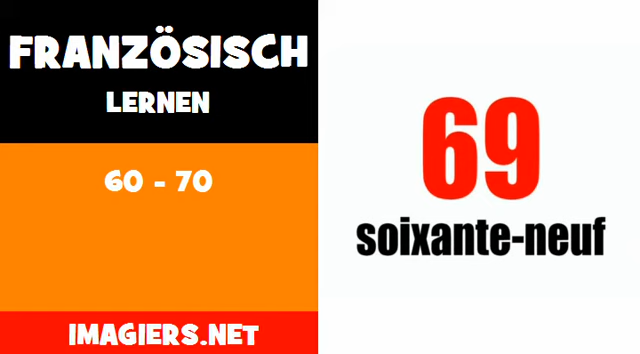 FRANZÖSISCH
LERNEN
60 - 70
IMAGIERS.NET
69
soixante-neuf